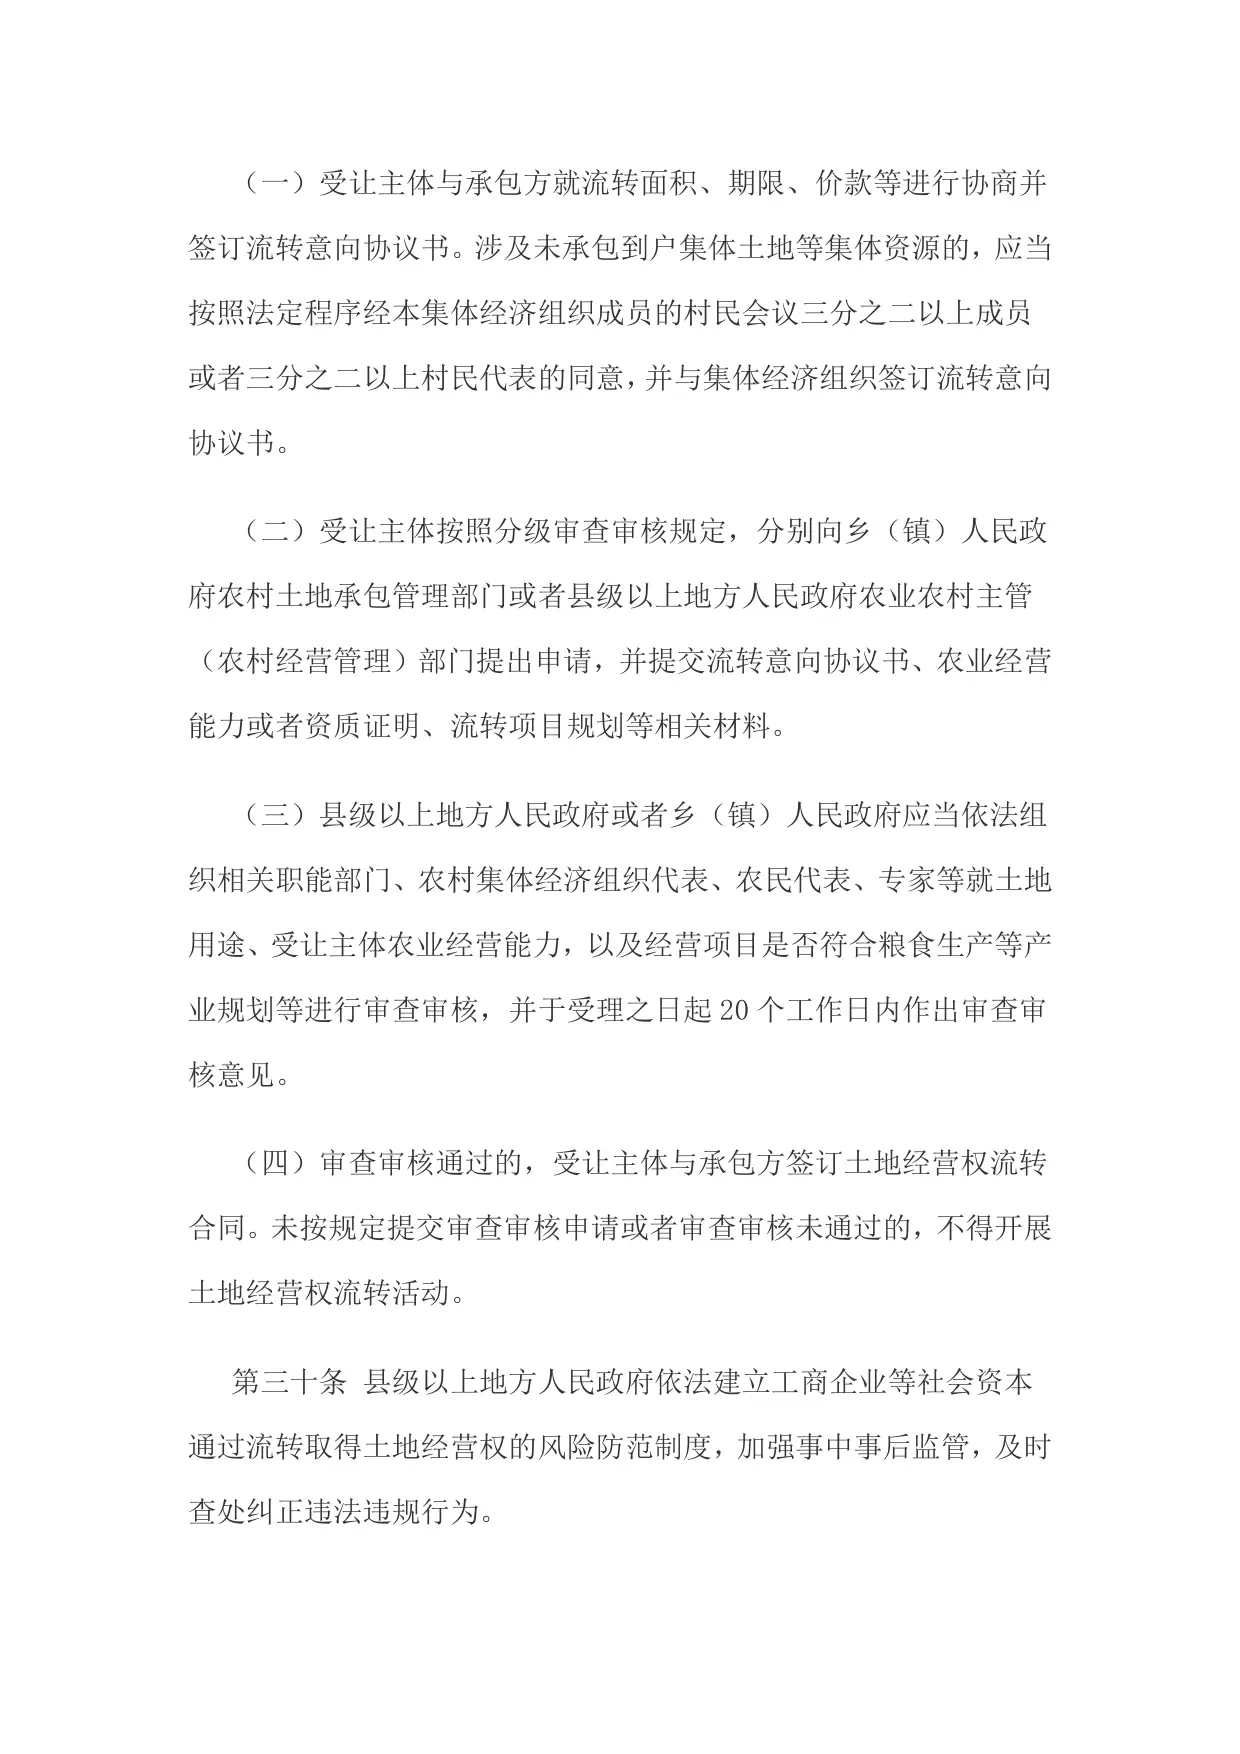 （一）受让主体与承包方就流转面积、期限、价款等进行协商并
签订流转意向协议书。涉及未承包到户集体土地等集体资源的，应当
按照法定程序经本集体经济组织成员的村民会议三分之二以上成员
或者三分之二以上村民代表的同意，并与集体经济组织签订流转意向
协议书。
（二）受让主体按照分级审查审核规定，分别向乡（镇）人民政
府农村土地承包管理部门或者县级以上地方人民政府农业农村主管
（农村经营管理）部门提出申请，并提交流转意向协议书、农业经营
能力或者资质证明、流转项目规划等相关材料。
（三）县级以上地方人民政府或者乡（镇）人民政府应当依法组
织相关职能部门、农村集体经济组织代表、农民代表、专家等就土地
用途、受让主体农业经营能力，以及经营项目是否符合粮食生产等产
业规划等进行审查审核，并于受理之日起 20 个工作日内作出审查审
核意见。
（四）审查审核通过的，受让主体与承包方签订土地经营权流转
合同。未按规定提交审查审核申请或者审查审核未通过的，不得开展
土地经营权流转活动。
第三十条 县级以上地方人民政府依法建立工商企业等社会资本
通过流转取得土地经营权的风险防范制度，加强事中事后监管，及时
查处纠正违法违规行为。